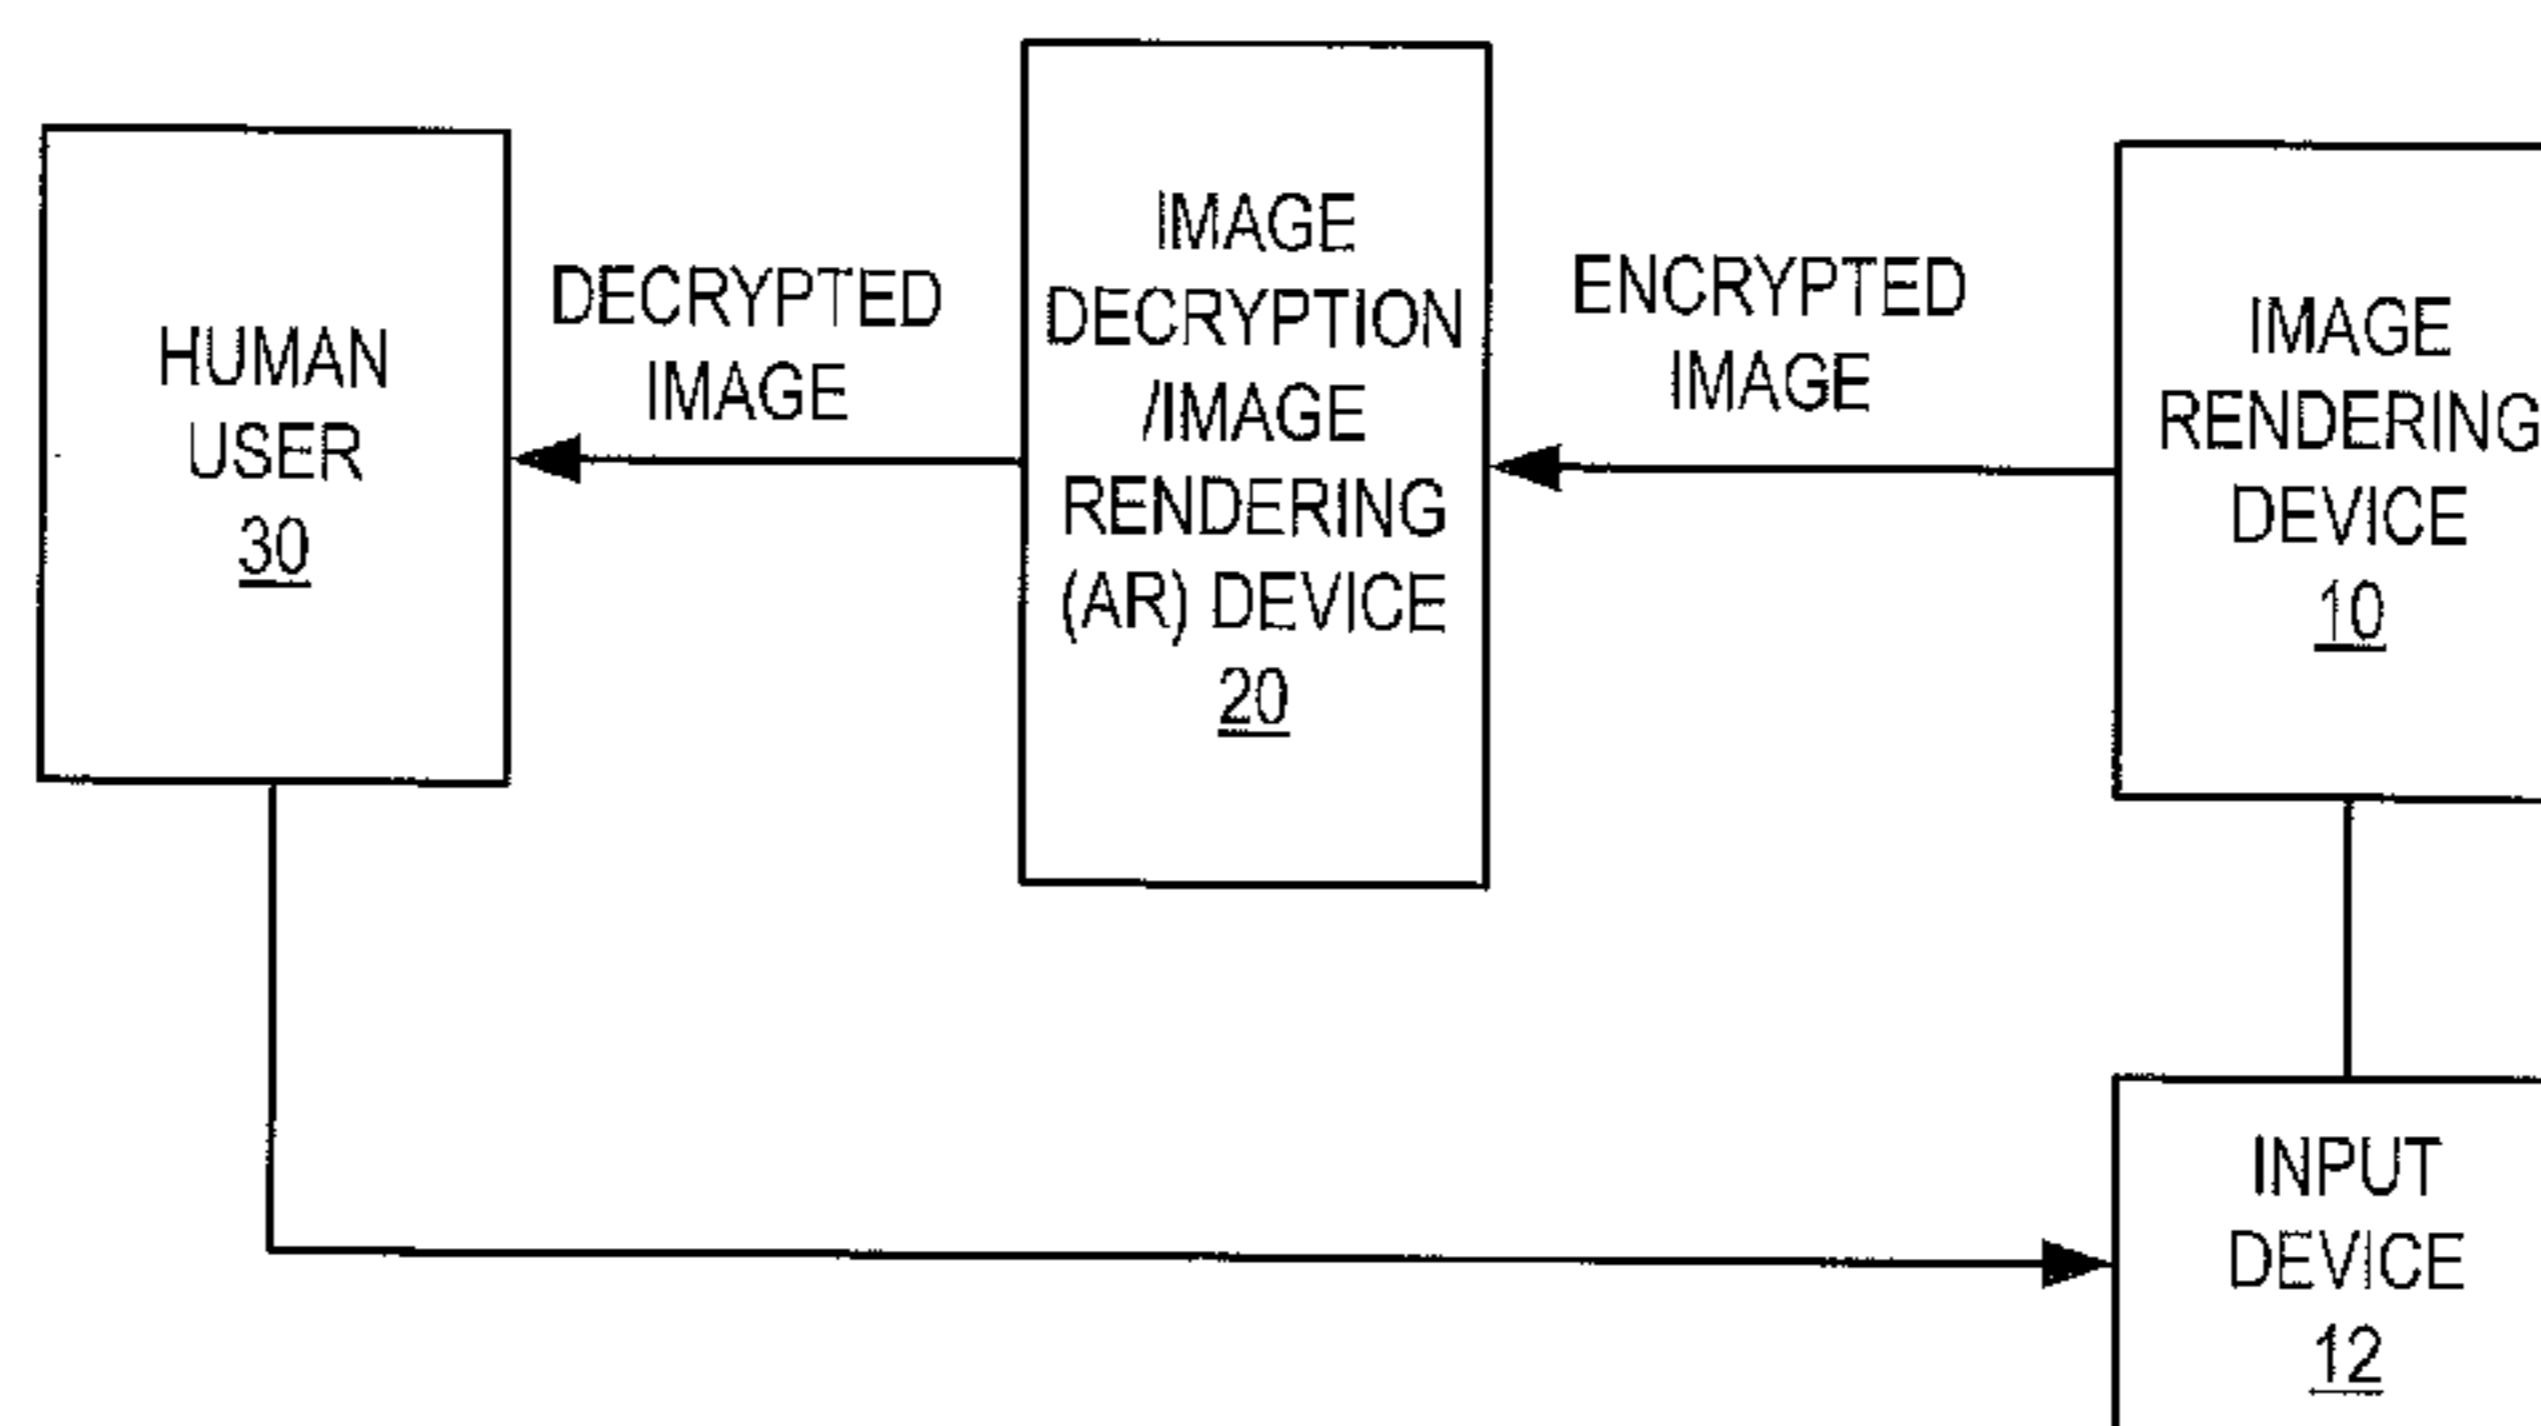 HUMAN
USER
30
DECRYPTED
IMAGE
IMAGE
DECRYPTION
/IMAGE
RENDERING
(AR) DEVICE
20
ENCRYPTED
IMAGE
IMAGE
RENDERING
DEVICE
10
INPUT
DEVICE
12